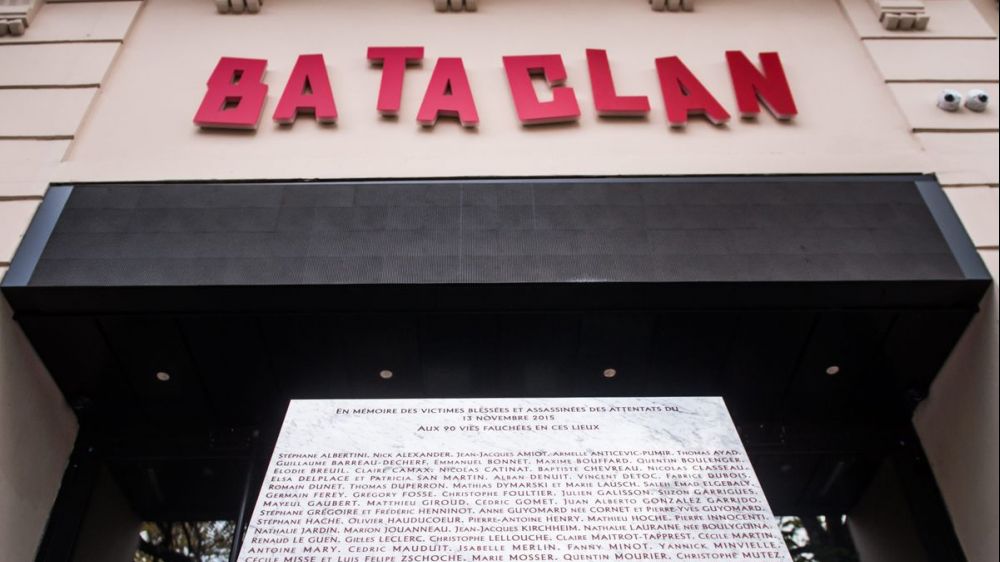 BATACLAN
EN MÉMOIRE DES VICTIMES BLESSÉES ET ASSASSINÉES DES ATTENTATS DU
13 NOVEMBRE 2015
AUX 90 VIES FAUCHÉES EN CES LIEUX
STÉPHANE ALBERTINI, NICK ALEXANDER, JEAN-JACQUES AMIOT, ARMELLE ANTICEVIC-PUMIR, THOMAS AYAD,
GUILLAUME BARREAU-DECHERF, EMMANUEL BONNET, MAXIME BOUFFARD, QUENTIN BOULENGER,
ELODIE BREUIL, CLAIRE CAMAX, NICOLAS CATINAT, BAPTISTE CHEVREAU, NICOLAS CLASSEAU,
ELSA DELPLACE ET PATRICIA SAN MARTIN, ALBAN DENUIT, VINCENT DETOC, FABRICE DUBOIS,
ROMAIN DUNET, THOMAS DUPERRON, MATHIAS DYMARSKI ET MARIE LAUSCH, SALEH EMAD ELGEBALY,
GERMAIN FEREY, GRÉGORY FOSSE, CHRISTOPHE FOULTIER, JULIEN GALISSON, SUZON GARRIGUES,
MAYEUL GAUBERT, MATTHIEU GIROUD, CÉDRIC GOMET, JUAN ALBERTO GONZALEZ GARRIDO,
STÉPHANE GRÉGOIRE ET FRÉDÉRIC HENNINOT, ANNE GUYOMARD NÉE CORNET ET PIERRE-YVES GUYOMARD,
STÉPHANE HACHE, OLIVIER HAUDUCOEUR, PIERRE-ANTOINE HENRY, MATHIEU HOCHE, PIERRE INNOCENTI,
NATHALIE JARDIN, MARION JOUANNEAU, JEAN-JACQUES KIRCHHEIM, NATHALIE LAURAINE NÉE BOULYGUINA,
RENAUD LE GUEN, GILLES LECLERC, CHRISTOPHE LELLOUCHE, CLAIRE MAITROT-TAPPREST, CÉCILE MARTIN,
ANTOINE MARY, CEDRIC MAUDUIT, ISABELLE MERLIN, FANNY MINOT, YANNICK MINVIELLE,
CÉCILE MISSE ET LUIS FELIPE ZSCHOCHE, MARIE MOSSER, QUENTIN MOURIER, CHRISTOPHE MUTEZ,